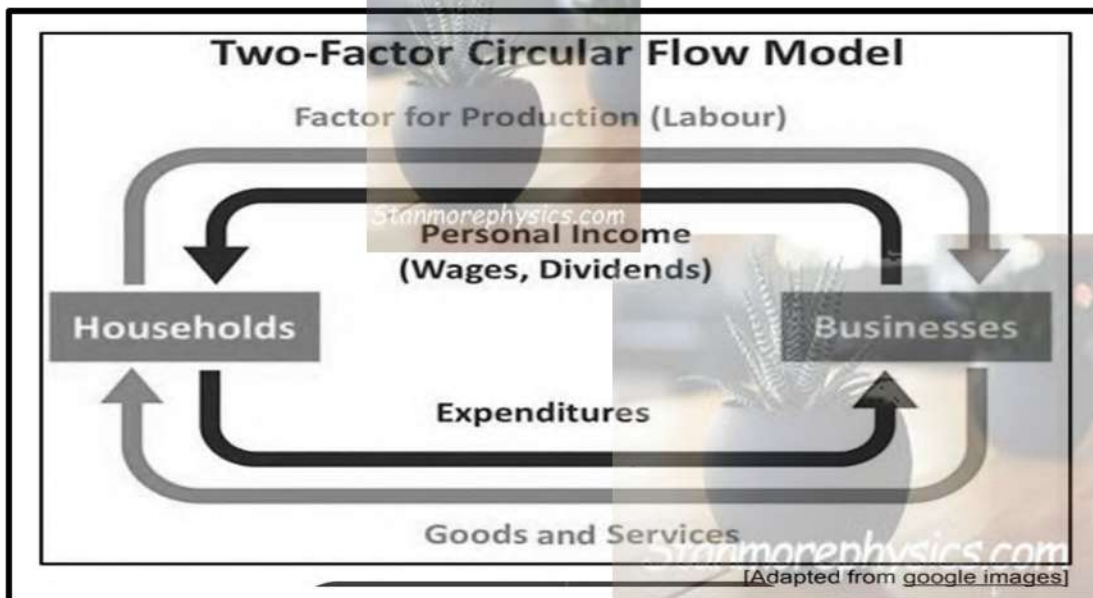 Two-Factor Circular Flow Model
Factor for Production (Labour)
Stanmorephysics.com
Personal Income
(Wages, Dividends)
Households
Businesses
Expenditures
Goods and Services
Stanmorephysics.com
[Adapted from google images]